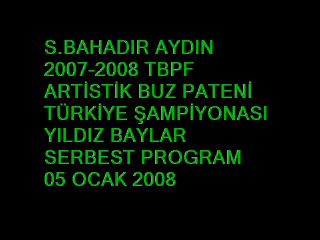 S.BAHADIR AYDIN
2007-2008 TBPF
ARTİSTİK BUZ PATENİ
TÜRKİYE ŞAMPİYONASI
YILDIZ BAYLAR
SERBEST PROGRAM
05 OCAK 2008